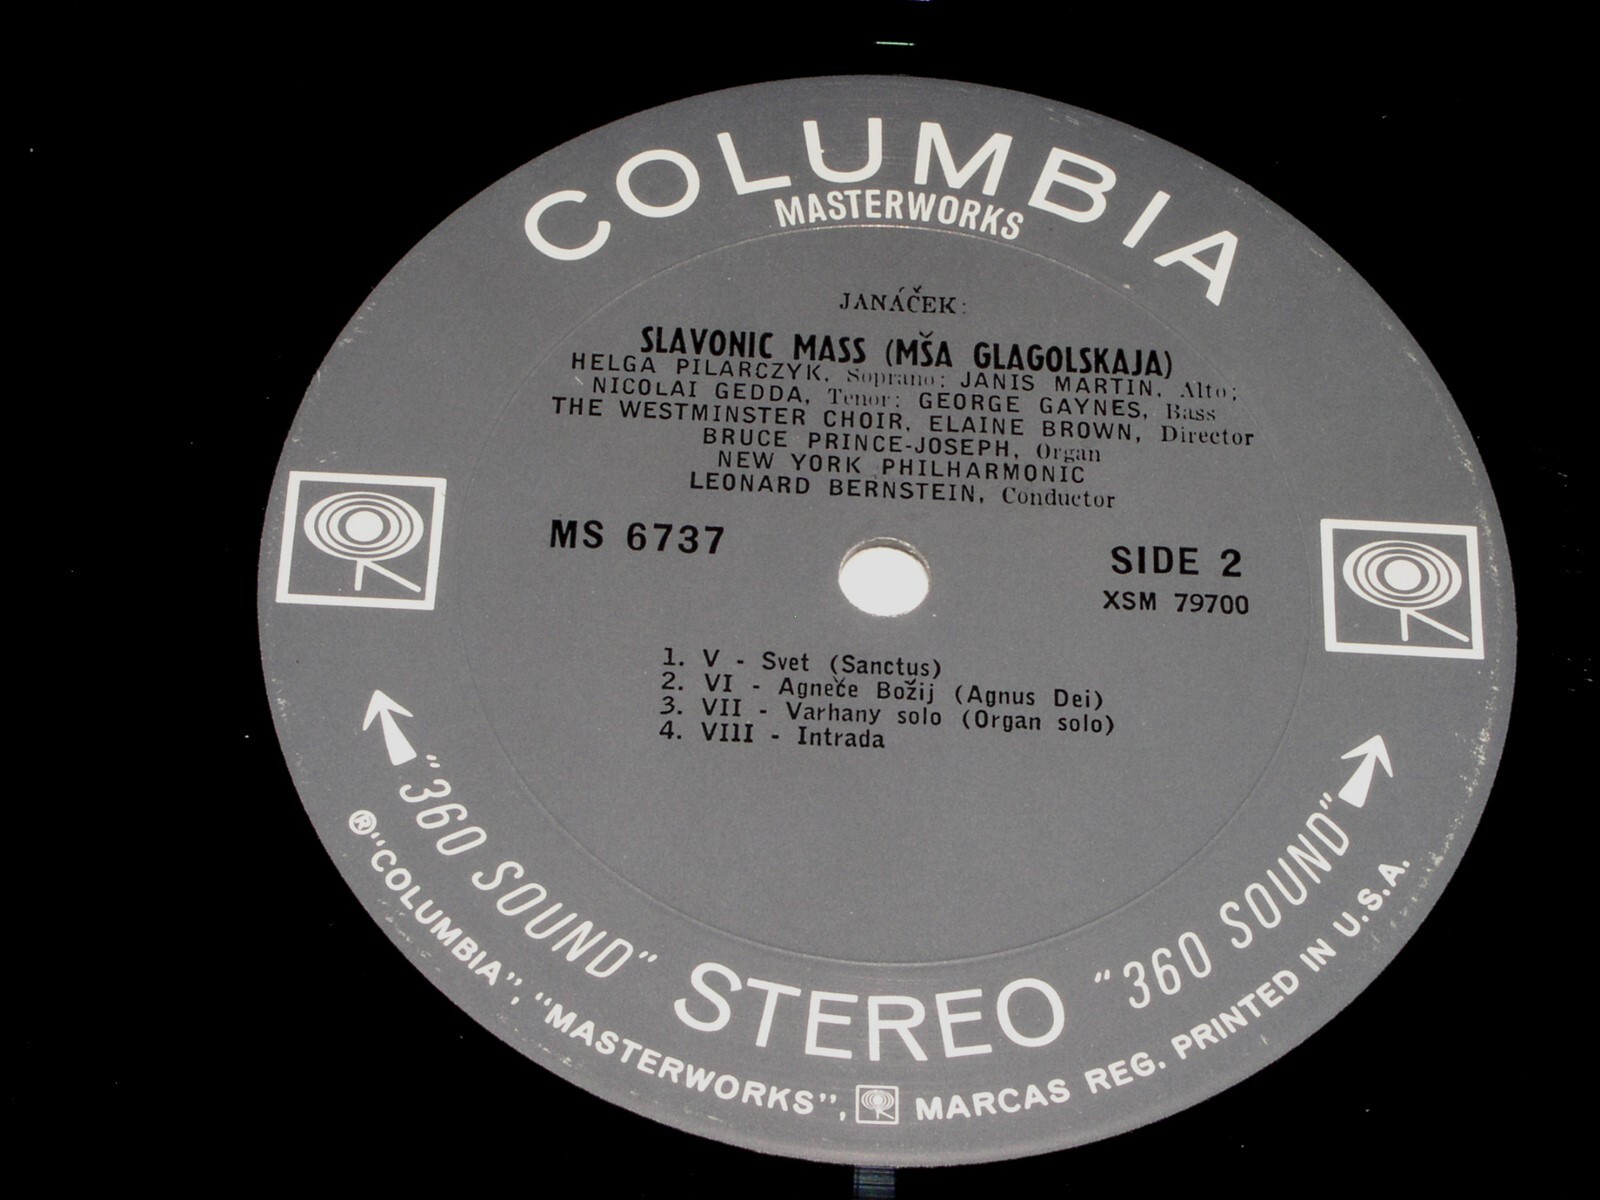 COLUMBIA
MASTERWORKS
JANÁČEK:
SLAVONIC MASS (MŠA GLAGOLSKAJA)
HELGA PILARCZYK, Soprano; JANIS MARTIN, Alto;
NICOLAI GEDDA, Tenor; GEORGE GAYNES, Bass
THE WESTMINSTER CHOIR, ELAINE BROWN, Director
BRUCE PRINCE-JOSEPH, Organ
NEW YORK PHILHARMONIC
LEONARD BERNSTEIN, Conductor
MS 6737
SIDE 2
XSM 79700
1. V - Svet (Sanctus)
2. VI - Agneče Božij (Agnus Dei)
3. VII - Varhany solo (Organ solo)
4. VIII - Intrada
"360 SOUND" STEREO "360 SOUND"
®"COLUMBIA", "MASTERWORKS", MARCAS REG. PRINTED IN U.S.A.